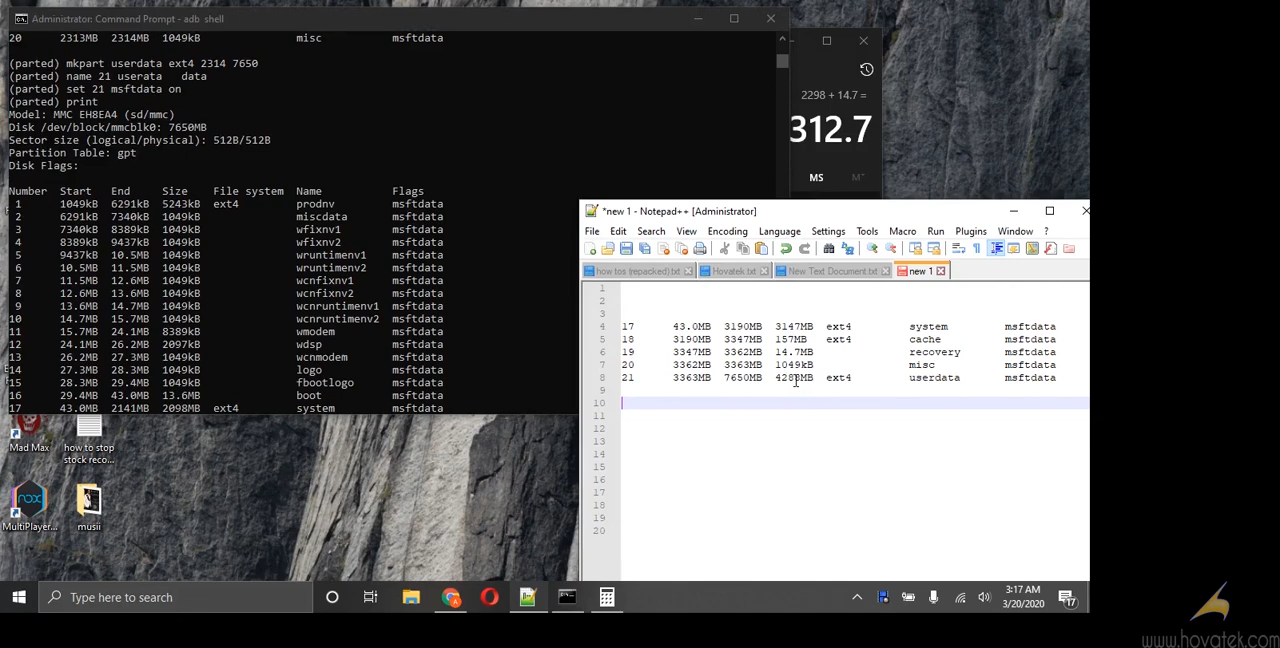 Administrator: Command Prompt - adb shell
20 2313MB 2314MB 1049kB misc msftdata
(parted) mkpart userdata ext4 2314 7650
(parted) name 21 userata data
(parted) set 21 msftdata on
(parted) print
Model: MMC EH8EA4 (sd/mmc)
Disk /dev/block/mmcblk0: 7650MB
Sector size (logical/physical): 512B/512B
Partition Table: gpt
Disk Flags:
Number Start End Size File system Name Flags
1 1049kB 6291kB 5243kB ext4 prodnv msftdata
2 6291kB 7340kB 1049kB miscdata msftdata
3 7340kB 8389kB 1049kB wfixnv1 msftdata
4 8389kB 9437kB 1049kB wfixnv2 msftdata
5 9437kB 10.5MB 1049kB wruntimenv1 msftdata
6 10.5MB 11.5MB 1049kB wruntimenv2 msftdata
7 11.5MB 12.6MB 1049kB wcnfixnv1 msftdata
8 12.6MB 13.6MB 1049kB wcnfixnv2 msftdata
9 13.6MB 14.7MB 1049kB wcnruntimenv1 msftdata
10 14.7MB 15.7MB 1049kB wcnruntimenv2 msftdata
11 15.7MB 24.1MB 8389kB wmodem msftdata
12 24.1MB 26.2MB 2097kB wdsp msftdata
13 26.2MB 27.3MB 1049kB wcnmodem msftdata
14 27.3MB 28.3MB 1049kB logo msftdata
15 28.3MB 29.4MB 1049kB fbootlogo msftdata
16 29.4MB 43.0MB 13.6MB boot msftdata
17 43.0MB 2141MB 2098MB ext4 system msftdata
2298 + 14.7 =
312.7
MS M
*new 1 - Notepad++ [Administrator]
File Edit Search View Encoding Language Settings Tools Macro Run Plugins Window ?
how tos (repacked).txt Hovatek.txt New Text Document.txt new 1
1
2
3
4 17 43.0MB 3190MB 3147MB ext4 system msftdata
5 18 3190MB 3347MB 157MB ext4 cache msftdata
6 19 3347MB 3362MB 14.7MB recovery msftdata
7 20 3362MB 3363MB 1049kB misc msftdata
8 21 3363MB 7650MB 4288MB ext4 userdata msftdata
9
10
11
12
13
14
15
16
17
18
19
20
Mad Max
how to stop
stock reco...
nox
MultiPlayer...
musii
Type here to search
3:17 AM
3/20/2020
17
www.hovatek.com